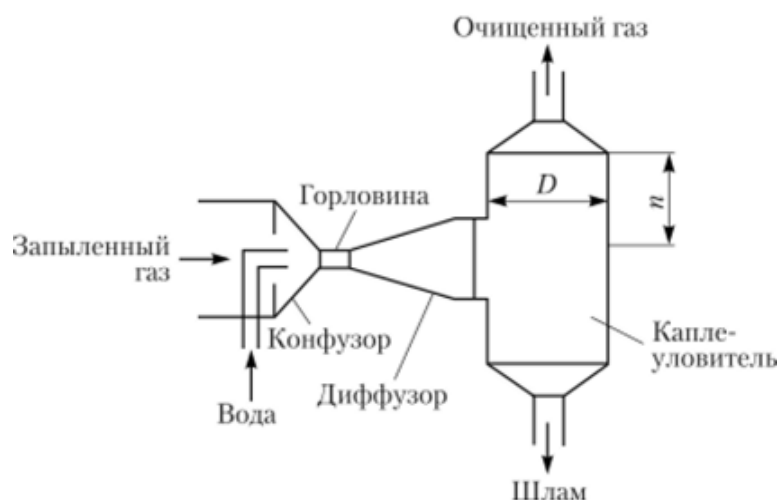 Очищенный газ
Горловина
D
n
Запыленный
газ
Конфузор
Капле-
уловитель
Диффузор
Вода
Шлам